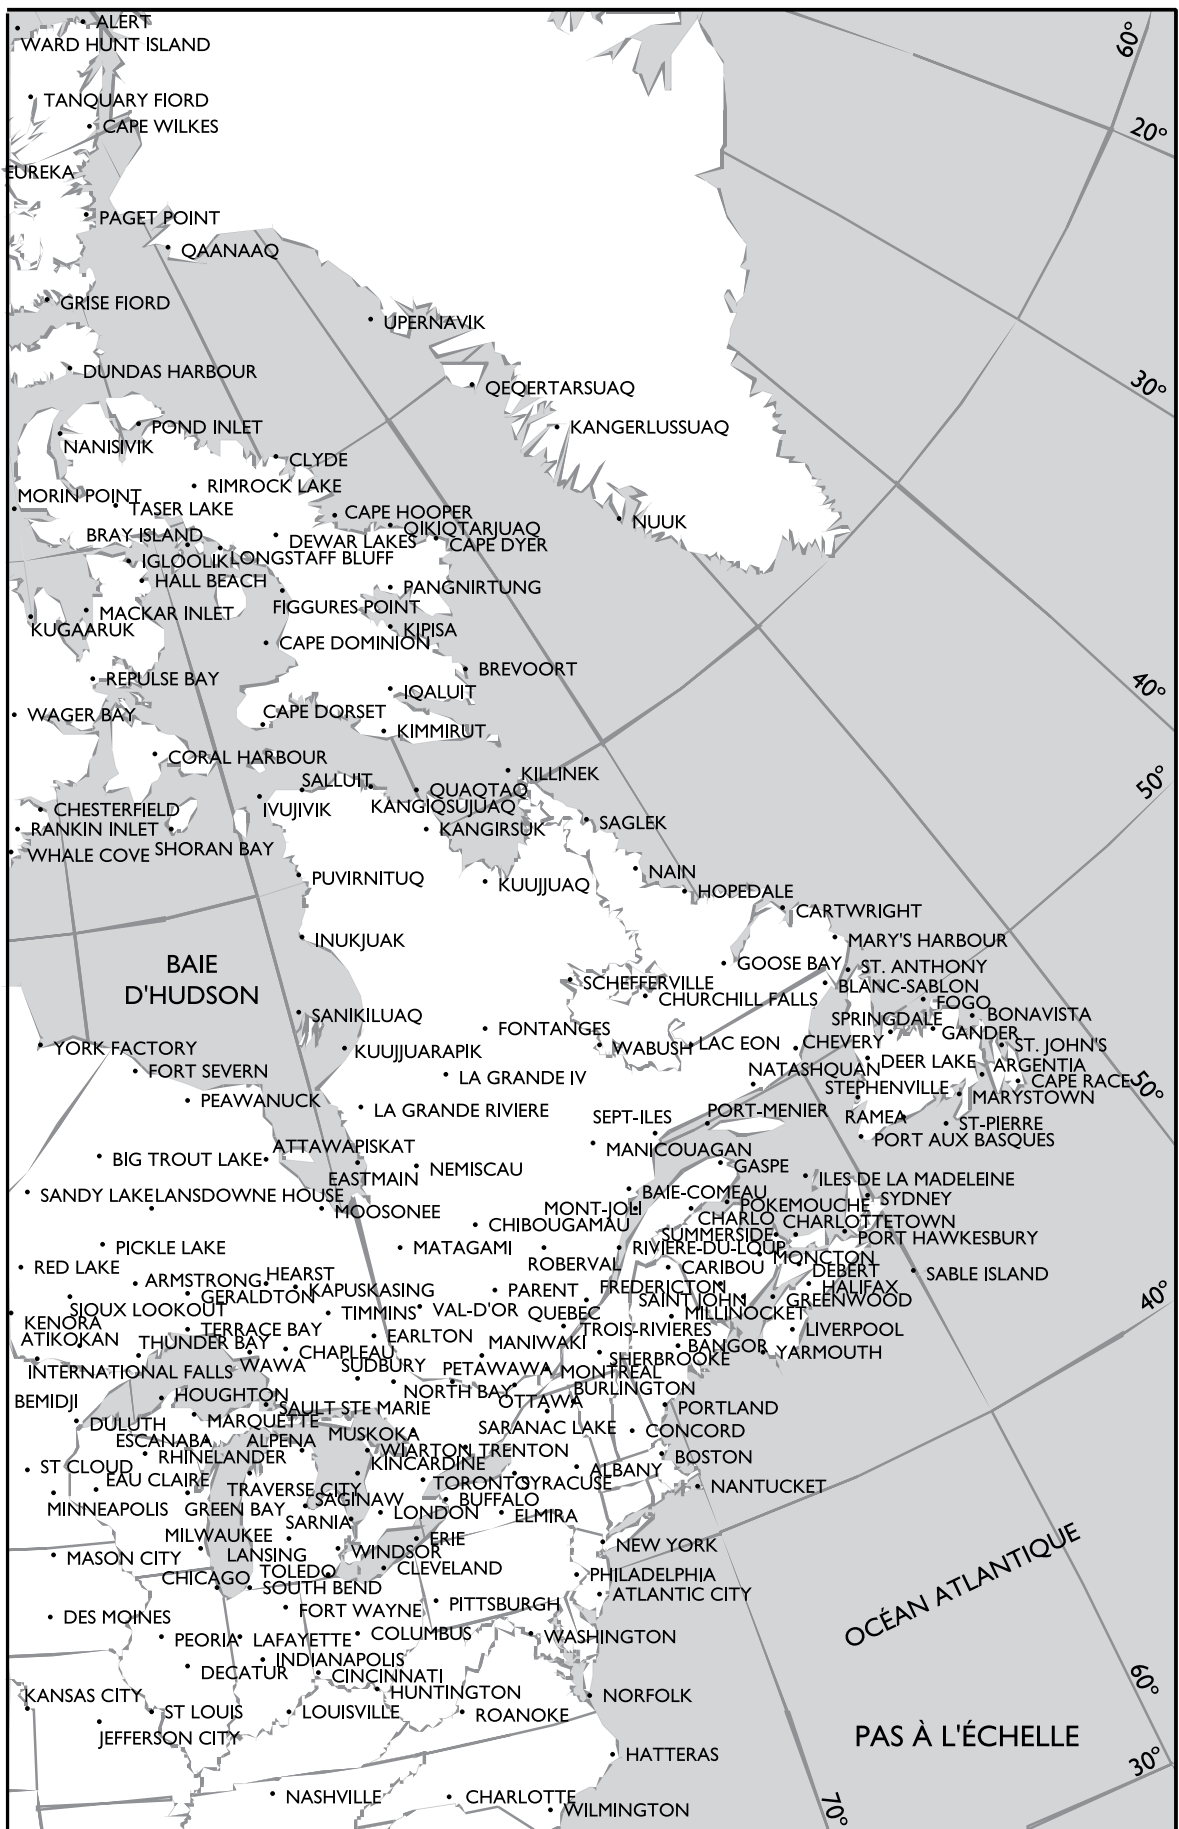 ALERT
WARD HUNT ISLAND
60°
TANQUARY FIORD
CAPE WILKES
20°
EUREKA
PAGET POINT
QAANAAQ
GRISE FIORD
UPERNAVIK
DUNDAS HARBOUR
QEQERTARSUAQ
30°
POND INLET
KANGERLUSSUAQ
NANISIVIK
CLYDE
RIMROCK LAKE
MORIN POINT
TASER LAKE
CAPE HOOPER
NUUK
QIKIQTARJUAQ
BRAY ISLAND
DEWAR LAKES
CAPE DYER
IGLOOLIK
LONGSTAFF BLUFF
HALL BEACH
PANGNIRTUNG
FIGGURES POINT
MACKAR INLET
KUGAARUK
KIPISA
CAPE DOMINION
BREVOORT
REPULSE BAY
IQALUIT
40°
WAGER BAY
CAPE DORSET
KIMMIRUT
CORAL HARBOUR
KILLINEK
SALLUIT
QUAQTAQ
50°
CHESTERFIELD
IVUJIVIK
KANGIQSUJUAQ
RANKIN INLET
KANGIRSUK
SAGLEK
WHALE COVE
SHORAN BAY
NAIN
PUVIRNITUQ
KUUJJUAQ
HOPEDALE
CARTWRIGHT
INUKJUAK
MARY'S HARBOUR
BAIE
D'HUDSON
GOOSE BAY
ST. ANTHONY
SCHEFFERVILLE
BLANC-SABLON
CHURCHILL FALLS
FOGO
SANIKILUAQ
SPRINGDALE
BONAVISTA
FONTANGES
GANDER
YORK FACTORY
KUUJJUARAPIK
WABUSH
LAC EON
CHEVERY
ST. JOHN'S
DEER LAKE
ARGENTIA
FORT SEVERN
LA GRANDE IV
NATASHQUAN
CAPE RACE
50°
STEPHENVILLE
MARYSTOWN
PEAWANUCK
LA GRANDE RIVIERE
SEPT-ILES
PORT-MENIER
RAMEA
ST-PIERRE
PORT AUX BASQUES
ATTAWAPISKAT
MANICOUAGAN
BIG TROUT LAKE
NEMISCAU
GASPE
EASTMAIN
ILES DE LA MADELEINE
SANDY LAKE
LANSDOWNE HOUSE
BAIE-COMEAU
SYDNEY
MOOSONEE
MONT-JOLI
POKEMOUCHE
CHIBOUGAMAU
CHARLO
CHARLOTTETOWN
SUMMERSIDE
PORT HAWKESBURY
PICKLE LAKE
MATAGAMI
RIVIERE-DU-LOUP
MONCTON
ROBERVAL
RED LAKE
CARIBOU
DEBERT
SABLE ISLAND
ARMSTRONG
HEARST
GERALDTON
KAPUSKASING
PARENT
FREDERICTON
HALIFAX
40°
SIOUX LOOKOUT
TIMMINS
VAL-D'OR
QUEBEC
SAINT JOHN
GREENWOOD
MILLINOCKET
KENORA
TERRACE BAY
EARLTON
TROIS-RIVIERES
LIVERPOOL
ATIKOKAN
THUNDER BAY
CHAPLEAU
MANIWAKI
BANGOR
YARMOUTH
SHERBROOKE
INTERNATIONAL FALLS
WAWA
SUDBURY
PETAWAWA
MONTREAL
BEMIDJI
HOUGHTON
NORTH BAY
BURLINGTON
SAULT STE MARIE
OTTAWA
PORTLAND
DULUTH
MARQUETTE
MUSKOKA
SARANAC LAKE
CONCORD
ESCANABA
ALPENA
WIARTON
TRENTON
RHINELANDER
BOSTON
ST CLOUD
KINCARDINE
ALBANY
EAU CLAIRE
TRAVERSE CITY
TORONTO
SYRACUSE
NANTUCKET
MINNEAPOLIS
GREEN BAY
SAGINAW
BUFFALO
SARNIA
LONDON
ELMIRA
MILWAUKEE
ERIE
NEW YORK
MASON CITY
LANSING
WINDSOR
CHICAGO
TOLEDO
CLEVELAND
PHILADELPHIA
SOUTH BEND
ATLANTIC CITY
OCÉAN ATLANTIQUE
DES MOINES
FORT WAYNE
PITTSBURGH
PEORIA
LAFAYETTE
COLUMBUS
WASHINGTON
INDIANAPOLIS
DECATUR
CINCINNATI
60°
KANSAS CITY
HUNTINGTON
NORFOLK
ST LOUIS
LOUISVILLE
ROANOKE
JEFFERSON CITY
PAS À L'ÉCHELLE
HATTERAS
30°
NASHVILLE
CHARLOTTE
WILMINGTON
70°